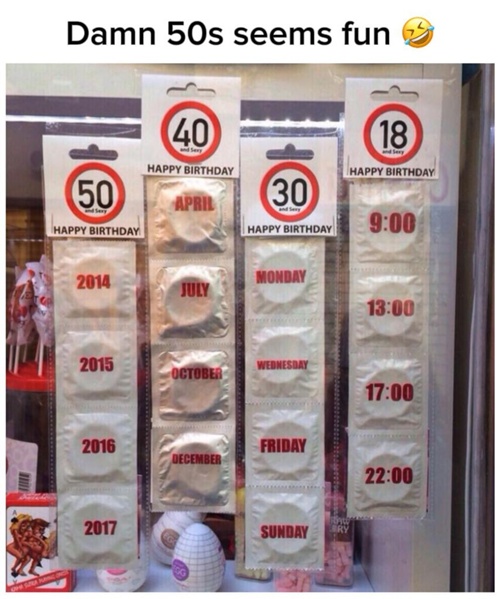 Damn 50s seems fun 🤣
50
and Sexy
HAPPY BIRTHDAY
2014
2015
2016
2017
40
and Sexy
HAPPY BIRTHDAY
APRIL
JULY
OCTOBER
DECEMBER
30
and Sexy
HAPPY BIRTHDAY
MONDAY
WEDNESDAY
FRIDAY
SUNDAY
18
and Sexy
HAPPY BIRTHDAY
9:00
13:00
17:00
22:00